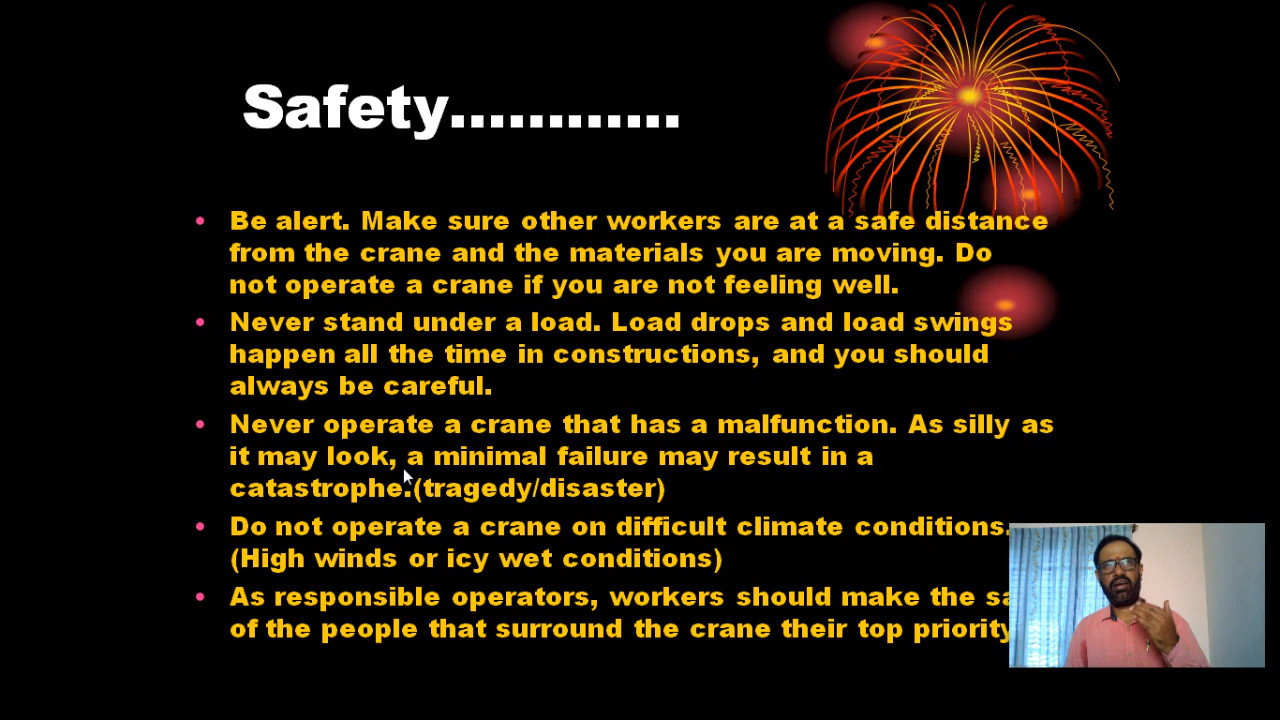 Safety............
• Be alert. Make sure other workers are at a safe distance
from the crane and the materials you are moving. Do
not operate a crane if you are not feeling well.
• Never stand under a load. Load drops and load swings
happen all the time in constructions, and you should
always be careful.
• Never operate a crane that has a malfunction. As silly as
it may look, a minimal failure may result in a
catastrophe.(tragedy/disaster)
• Do not operate a crane on difficult climate conditions.
(High winds or icy wet conditions)
• As responsible operators, workers should make the
of the people that surround the crane their top priority